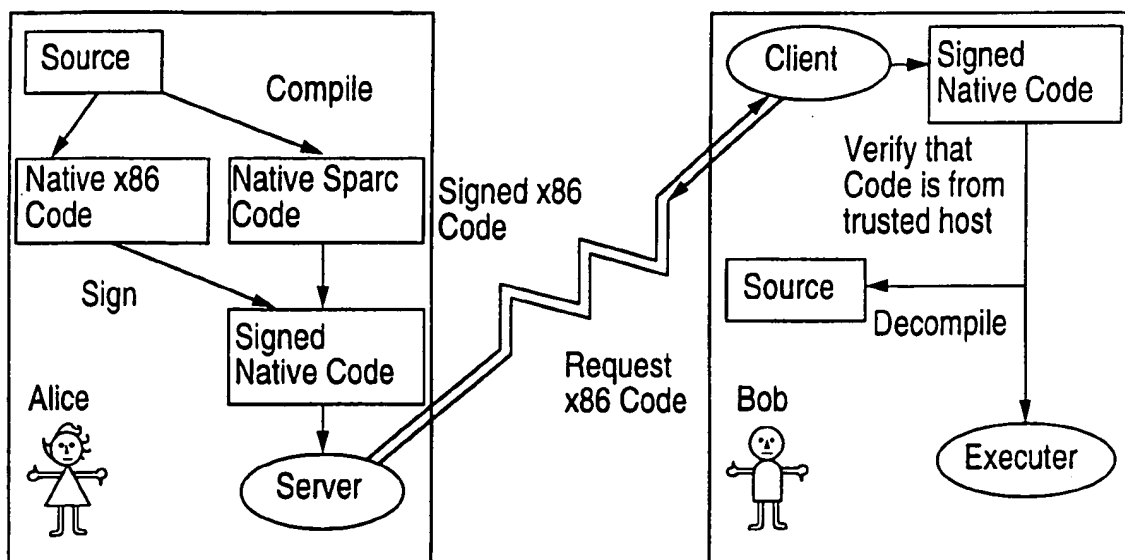 Source
Compile
Native x86
Code
Native Sparc
Code
Sign
Signed
Native Code
Alice
Server
Signed x86
Code
Request
x86 Code
Client
Signed
Native Code
Verify that
Code is from
trusted host
Source
Decompile
Bob
Executer